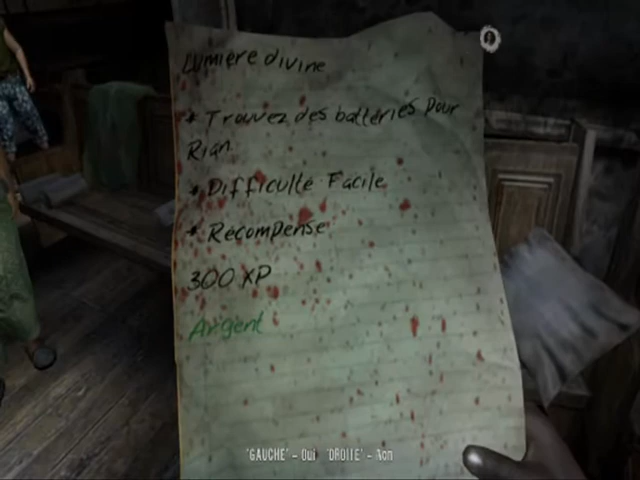 Lumière divine
* Trouvez des batteries pour
Rian
* Difficulté Facile
* Récompense
300 XP
Argent
'GAUCHE' - Oui 'DROITE' - Non